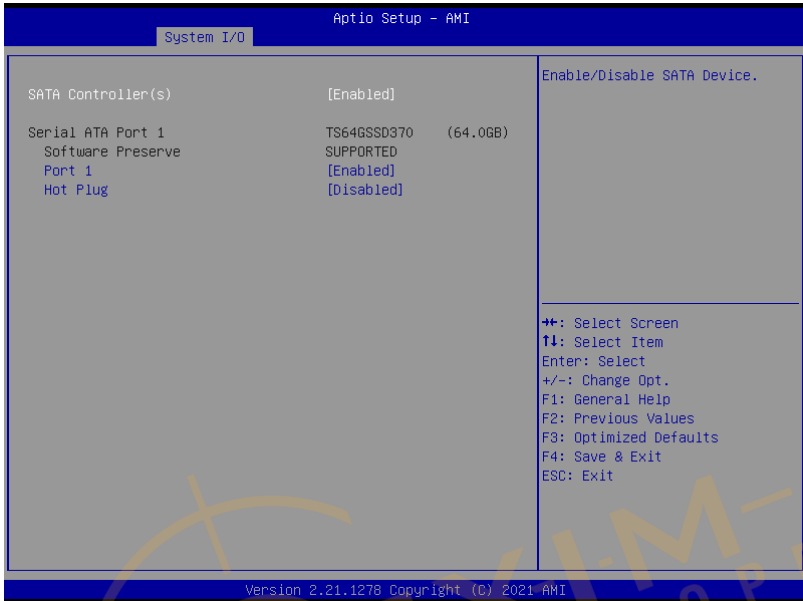 Aptio Setup – AMI
System I/O
SATA Controller(s) [Enabled]
Serial ATA Port 1 TS64GSSD370 (64.0GB)
Software Preserve SUPPORTED
Port 1 [Enabled]
Hot Plug [Disabled]
Enable/Disable SATA Device.
→←: Select Screen
↑↓: Select Item
Enter: Select
+/-: Change Opt.
F1: General Help
F2: Previous Values
F3: Optimized Defaults
F4: Save & Exit
ESC: Exit
Version 2.21.1278 Copyright (C) 2021 AMI